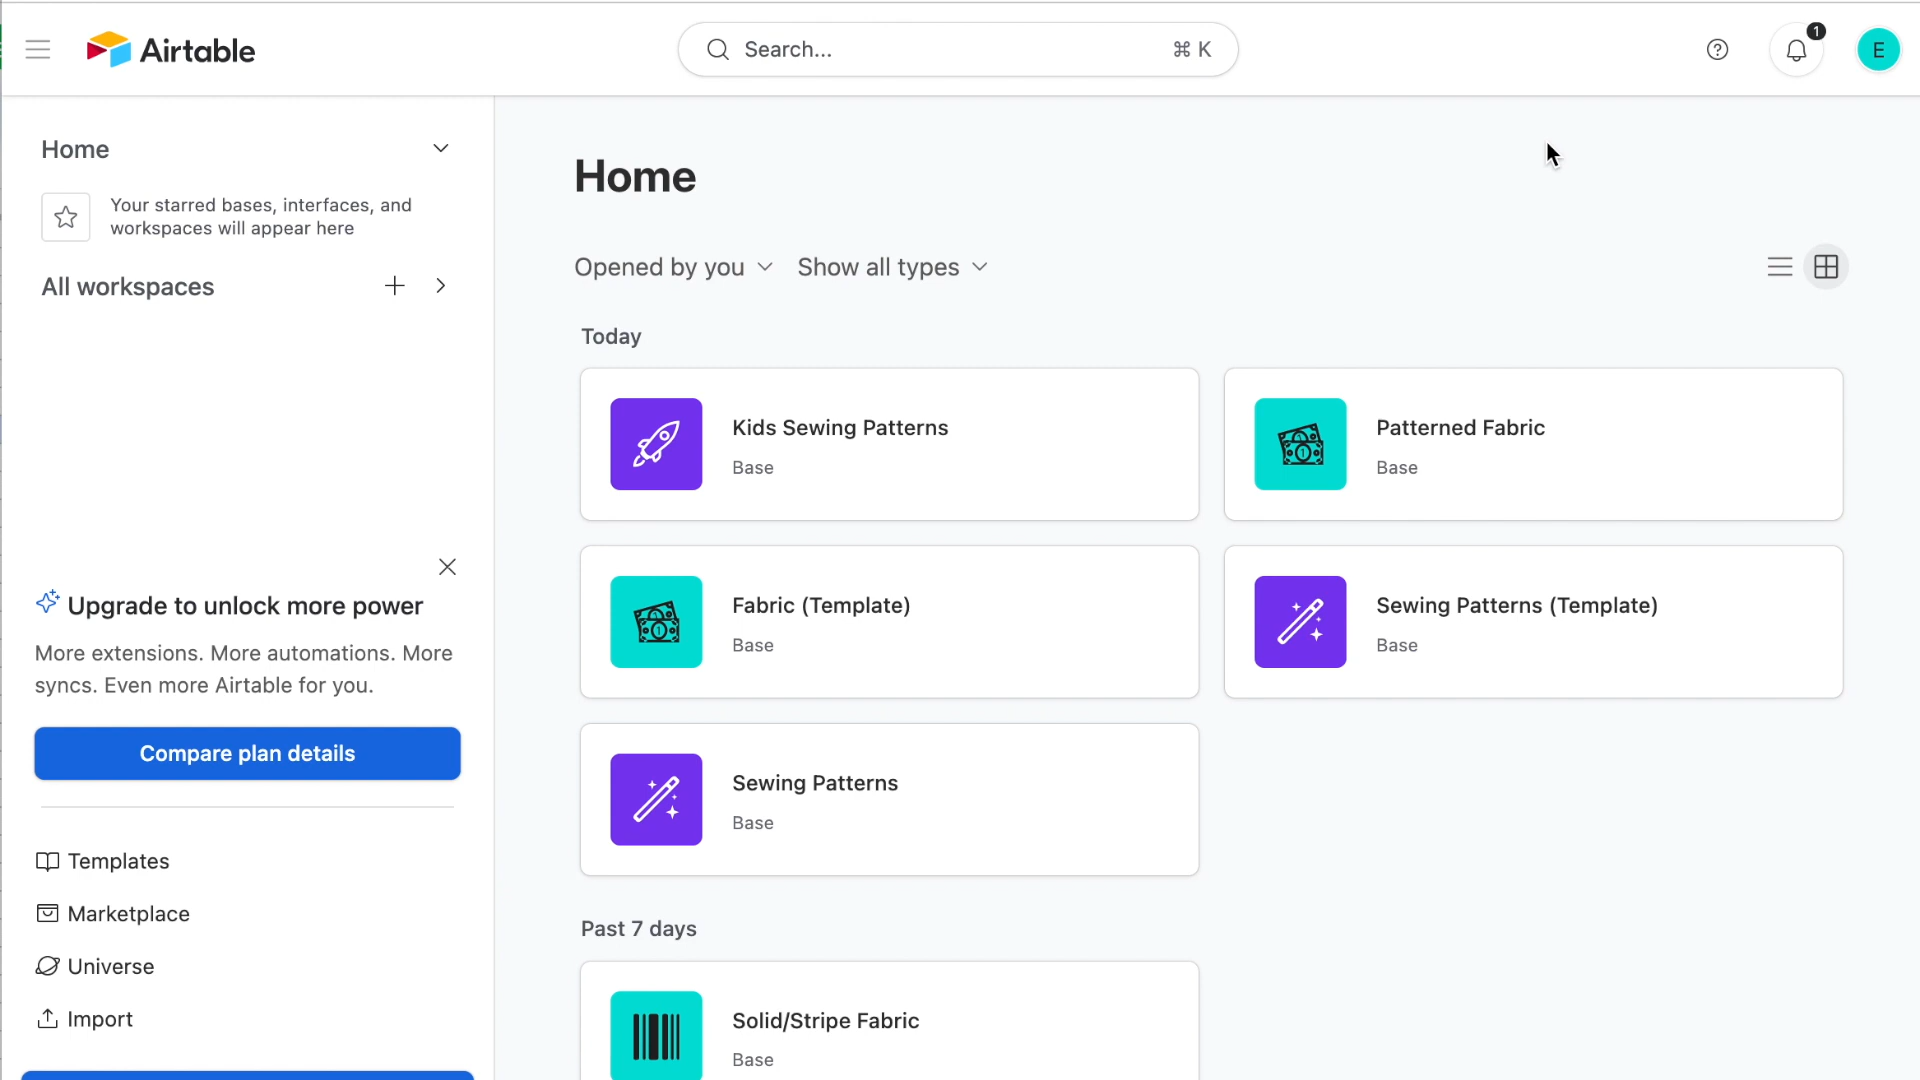 Airtable
Search...
⌘ K
1
E
Home
Your starred bases, interfaces, and
workspaces will appear here
All workspaces
Upgrade to unlock more power
More extensions. More automations. More
syncs. Even more Airtable for you.
Compare plan details
Templates
Marketplace
Universe
Import
Home
Opened by you
Show all types
Today
Kids Sewing Patterns
Base
Patterned Fabric
Base
Fabric (Template)
Base
Sewing Patterns (Template)
Base
Sewing Patterns
Base
Past 7 days
Solid/Stripe Fabric
Base